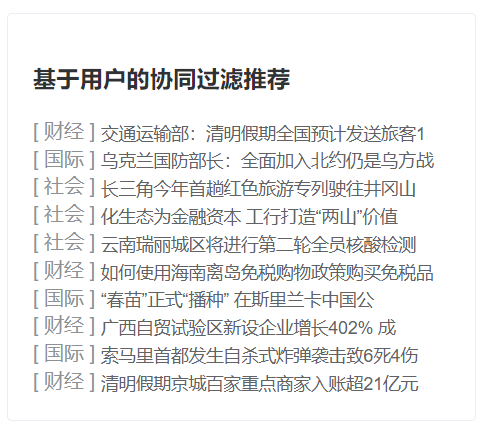 基于用户的协同过滤推荐
[ 财经 ] 交通运输部：清明假期全国预计发送旅客1
[ 国际 ] 乌克兰国防部长：全面加入北约仍是乌方战
[ 社会 ] 长三角今年首趟红色旅游专列驶往井冈山
[ 社会 ] 化生态为金融资本 工行打造“两山”价值
[ 社会 ] 云南瑞丽城区将进行第二轮全员核酸检测
[ 财经 ] 如何使用海南离岛免税购物政策购买免税品
[ 国际 ] “春苗”正式“播种” 在斯里兰卡中国公
[ 财经 ] 广西自贸试验区新设企业增长402% 成
[ 国际 ] 索马里首都发生自杀式炸弹袭击致6死4伤
[ 财经 ] 清明假期京城百家重点商家入账超21亿元